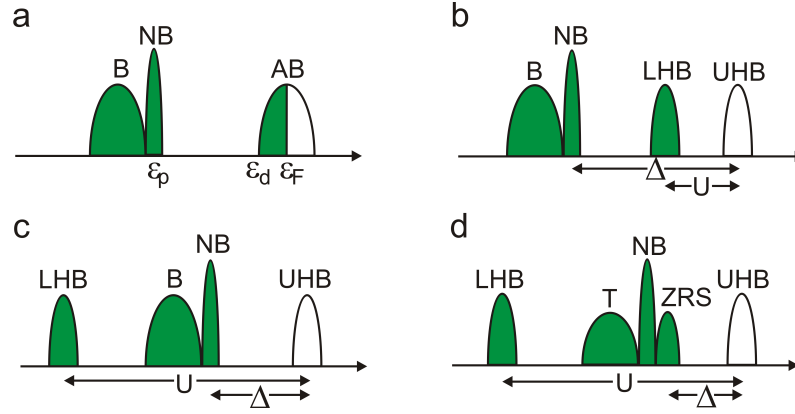 a
B NB AB
εp εd εF
b
B NB LHB UHB
Δ
U
c
LHB B NB UHB
U
Δ
d
LHB T NB ZRS UHB
U
Δ